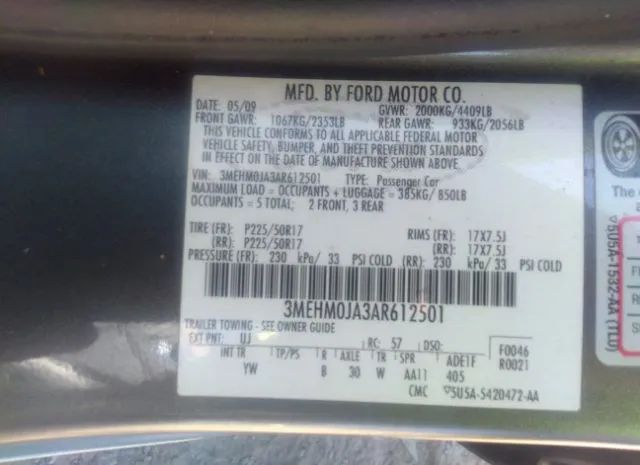 MFD. BY FORD MOTOR CO.
DATE: 05/09 GVWR: 2000KG/4409LB
FRONT GAWR: 1067KG/2353LB REAR GAWR: 933KG/2056LB
THIS VEHICLE CONFORMS TO ALL APPLICABLE FEDERAL MOTOR
VEHICLE SAFETY, BUMPER, AND THEFT PREVENTION STANDARDS
IN EFFECT ON THE DATE OF MANUFACTURE SHOWN ABOVE.
VIN: 3MEHM0JA3AR612501 TYPE: Passenger Car
MAXIMUM LOAD = OCCUPANTS + LUGGAGE = 385KG/ 850LB
OCCUPANTS = 5 TOTAL; 2 FRONT, 3 REAR
TIRE (FR): P225/50R17 RIMS (FR): 17X7.5J
(RR): P225/50R17 (RR): 17X7.5J
PRESSURE (FR): 230 kPa/ 33 PSI COLD (RR): 230 kPa/ 33 PSI COLD
3MEHM0JA3AR612501
TRAILER TOWING - SEE OWNER GUIDE
EXT PNT: UJ RC: 57 DSO: F0046
INT TR TP/PS R AXLE TR SPR ADE1F R0021
YW B 30 W AA11 405
CMC 5U5A-5420472-AA
The
5U5A-1532-AA (TLD)